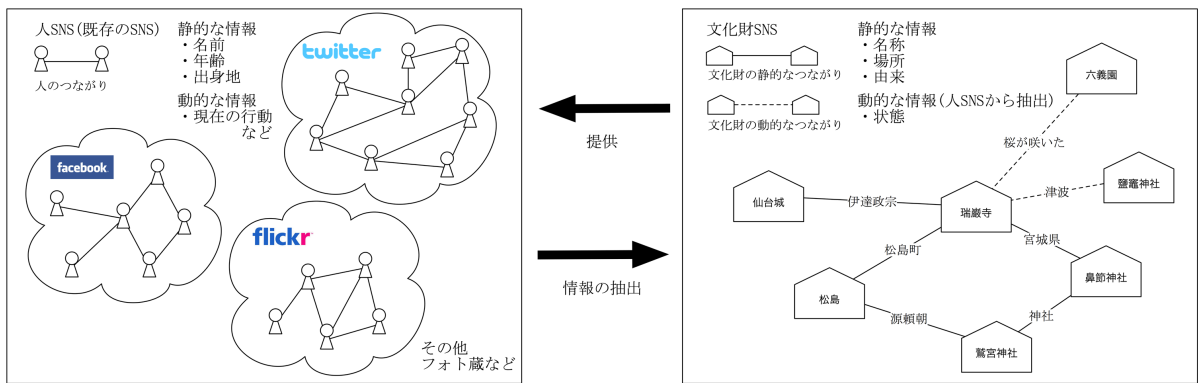 人SNS(既存のSNS)
人のつながり
静的な情報
・名前
・年齢
・出身地
動的な情報
・現在の行動
など
twitter
facebook
flickr
その他
フォト蔵など
提供
情報の抽出
文化財SNS
文化財の静的なつながり
文化財の動的なつながり
静的な情報
・名称
・場所
・由来
動的な情報(人SNSから抽出)
・状態
六義園
桜が咲いた
鹽竈神社
津波
仙台城
伊達政宗
瑞巌寺
松島町
宮城県
鼻節神社
松島
源頼朝
神社
鷲宮神社